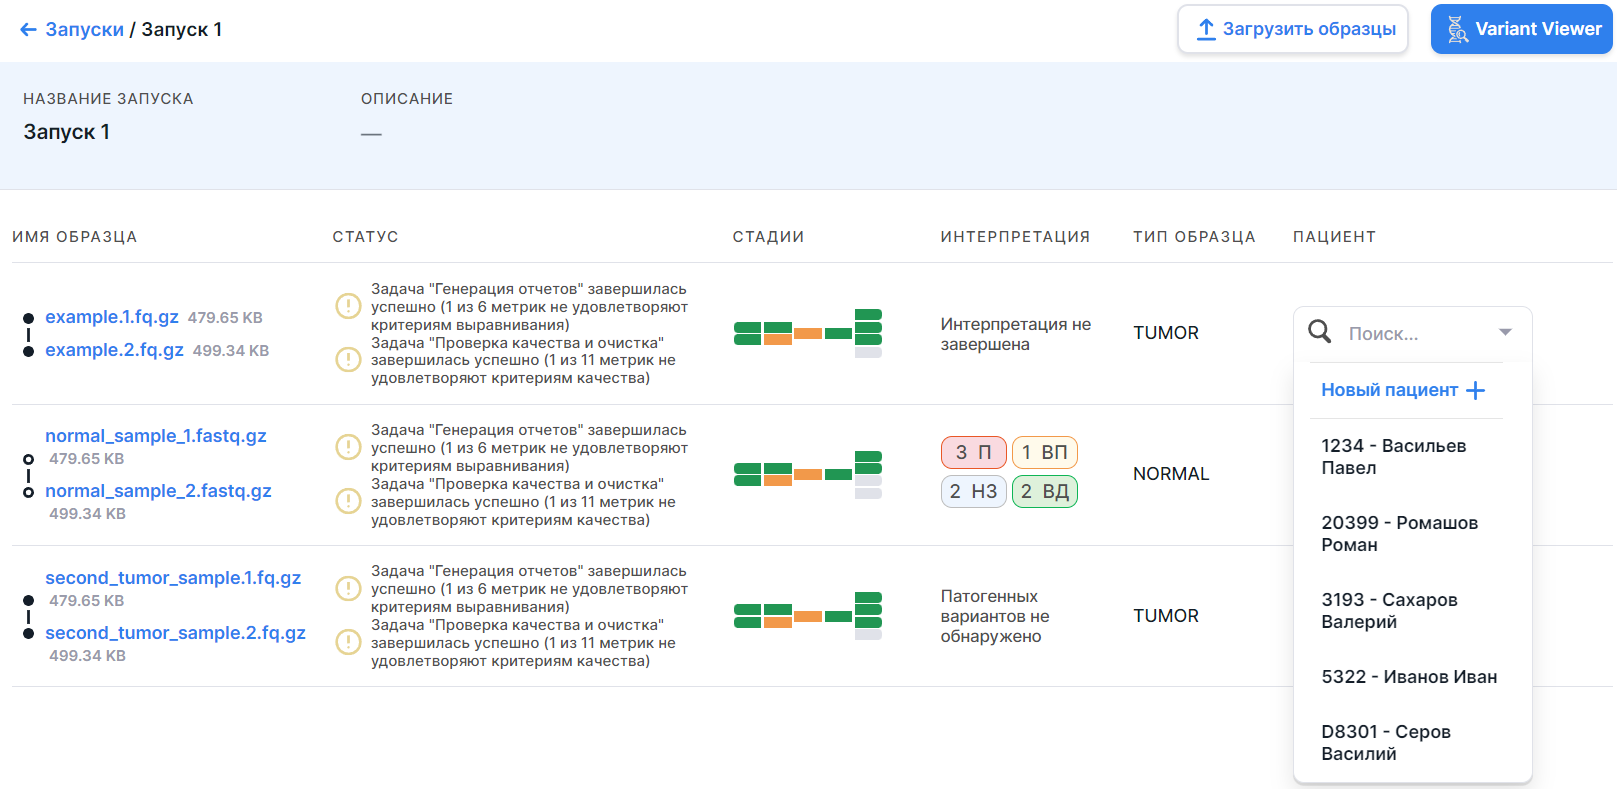 Запуски / Запуск 1
Загрузить образцы
Variant Viewer
НАЗВАНИЕ ЗАПУСКА
ОПИСАНИЕ
Запуск 1
—
ИМЯ ОБРАЗЦА
СТАТУС
СТАДИИ
ИНТЕРПРЕТАЦИЯ
ТИП ОБРАЗЦА
ПАЦИЕНТ
example.1.fq.gz 479.65 KB
example.2.fq.gz 499.34 KB
Задача "Генерация отчетов" завершилась
успешно (1 из 6 метрик не удовлетворяют
критериям выравнивания)
Задача "Проверка качества и очистка"
завершилась успешно (1 из 11 метрик не
удовлетворяют критериям качества)
Интерпретация не
завершена
TUMOR
normal_sample_1.fastq.gz
479.65 KB
normal_sample_2.fastq.gz
499.34 KB
Задача "Генерация отчетов" завершилась
успешно (1 из 6 метрик не удовлетворяют
критериям выравнивания)
Задача "Проверка качества и очистка"
завершилась успешно (1 из 11 метрик не
удовлетворяют критериям качества)
3 П
1 ВП
2 НЗ
2 ВД
NORMAL
second_tumor_sample.1.fq.gz
479.65 KB
second_tumor_sample.2.fq.gz
499.34 KB
Задача "Генерация отчетов" завершилась
успешно (1 из 6 метрик не удовлетворяют
критериям выравнивания)
Задача "Проверка качества и очистка"
завершилась успешно (1 из 11 метрик не
удовлетворяют критериям качества)
Патогенных
вариантов не
обнаружено
TUMOR
Поиск...
Новый пациент
1234 - Васильев
Павел
20399 - Ромашов
Роман
3193 - Сахаров
Валерий
5322 - Иванов Иван
D8301 - Серов
Василий